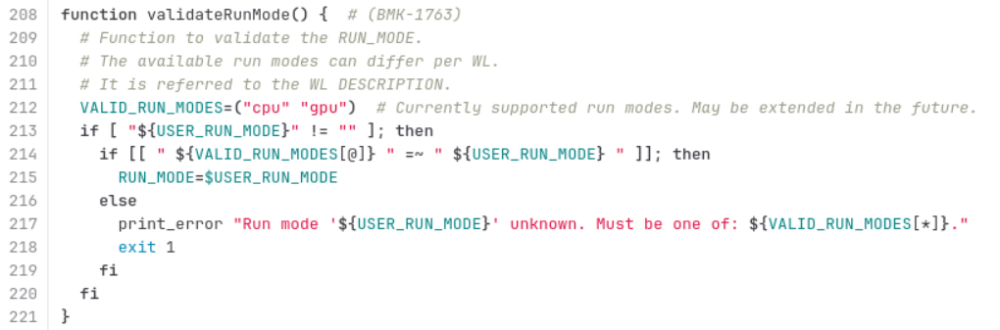 208 function validateRunMode() {  # (BMK-1763)
209   # Function to validate the RUN_MODE.
210   # The available run modes can differ per WL.
211   # It is referred to the WL DESCRIPTION.
212   VALID_RUN_MODES=("cpu" "gpu")  # Currently supported run modes. May be extended in the future.
213   if [ "${USER_RUN_MODE}" != "" ]; then
214     if [[ " ${VALID_RUN_MODES[@]} " =~ " ${USER_RUN_MODE} " ]]; then
215       RUN_MODE=$USER_RUN_MODE
216     else
217       print_error "Run mode '${USER_RUN_MODE}' unknown. Must be one of: ${VALID_RUN_MODES[*]}."
218       exit 1
219     fi
220   fi
221 }